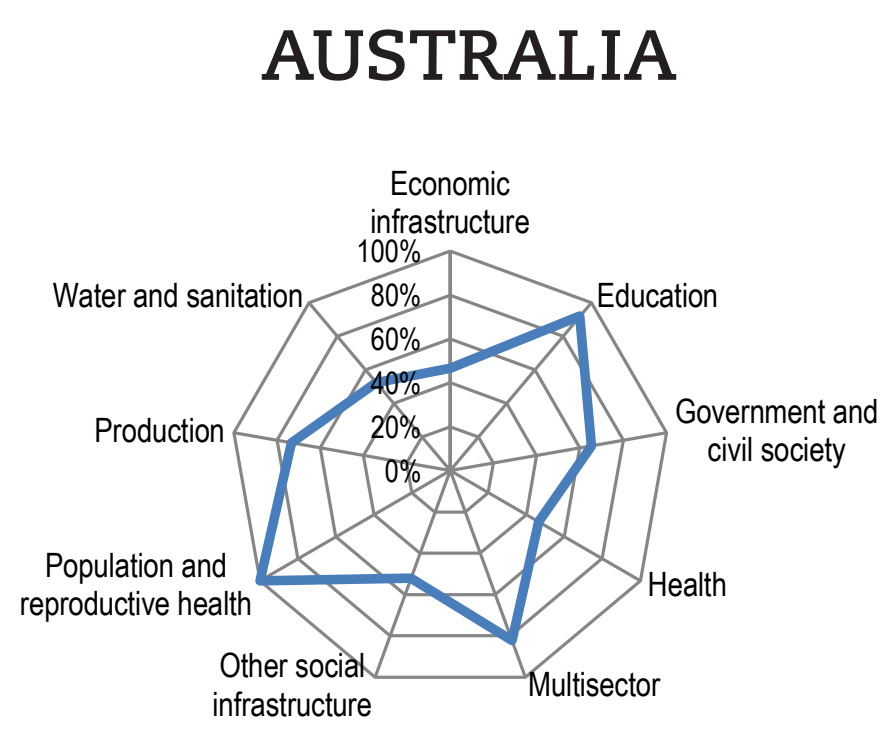 AUSTRALIA
Economic
infrastructure
100%
80%
60%
40%
20%
0%
Education
Government and
civil society
Health
Multisector
Other social
infrastructure
Population and
reproductive health
Production
Water and sanitation